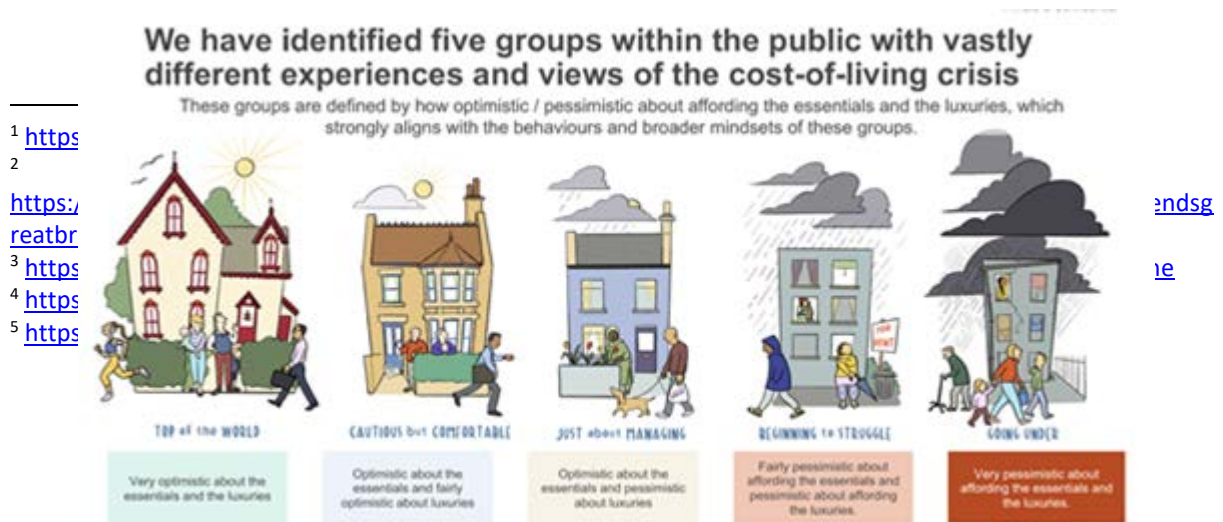 We have identified five groups within the public with vastly
different experiences and views of the cost-of-living crisis
These groups are defined by how optimistic / pessimistic about affording the essentials and the luxuries, which
strongly aligns with the behaviours and broader mindsets of these groups.
1 https
2
https:/ endsg
reatbr
3 https ne
4 https
5 https
FOR
RENT
TOP of the WORLD
CAUTIOUS but COMFORTABLE
JUST about MANAGING
BEGINNING to STRUGGLE
GOING UNDER
Very optimistic about the
essentials and the luxuries
Optimistic about the
essentials and fairly
optimistic about luxuries
Optimistic about the
essentials and pessimistic
about luxuries
Fairly pessimistic about
affording the essentials and
pessimistic about affording
the luxuries.
Very pessimistic about
affording the essentials and
the luxuries.